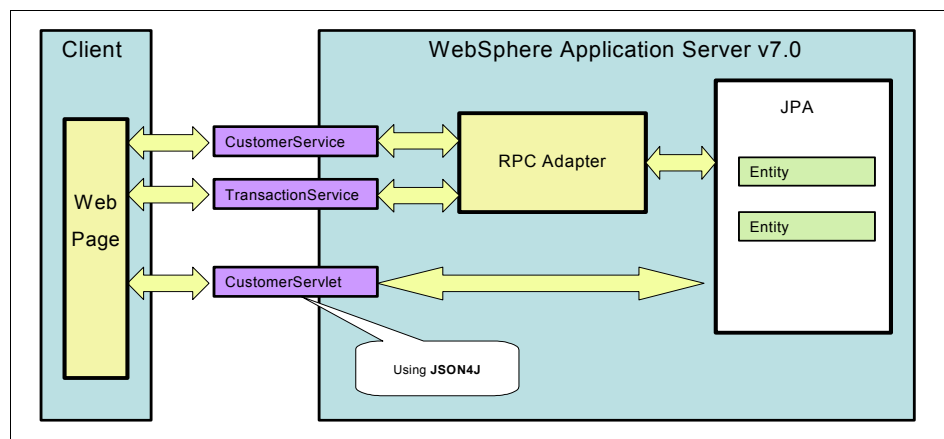 Client
WebSphere Application Server v7.0
JPA
CustomerService
RPC Adapter
Entity
TransactionService
Web
Page
Entity
CustomerServlet
Using JSON4J